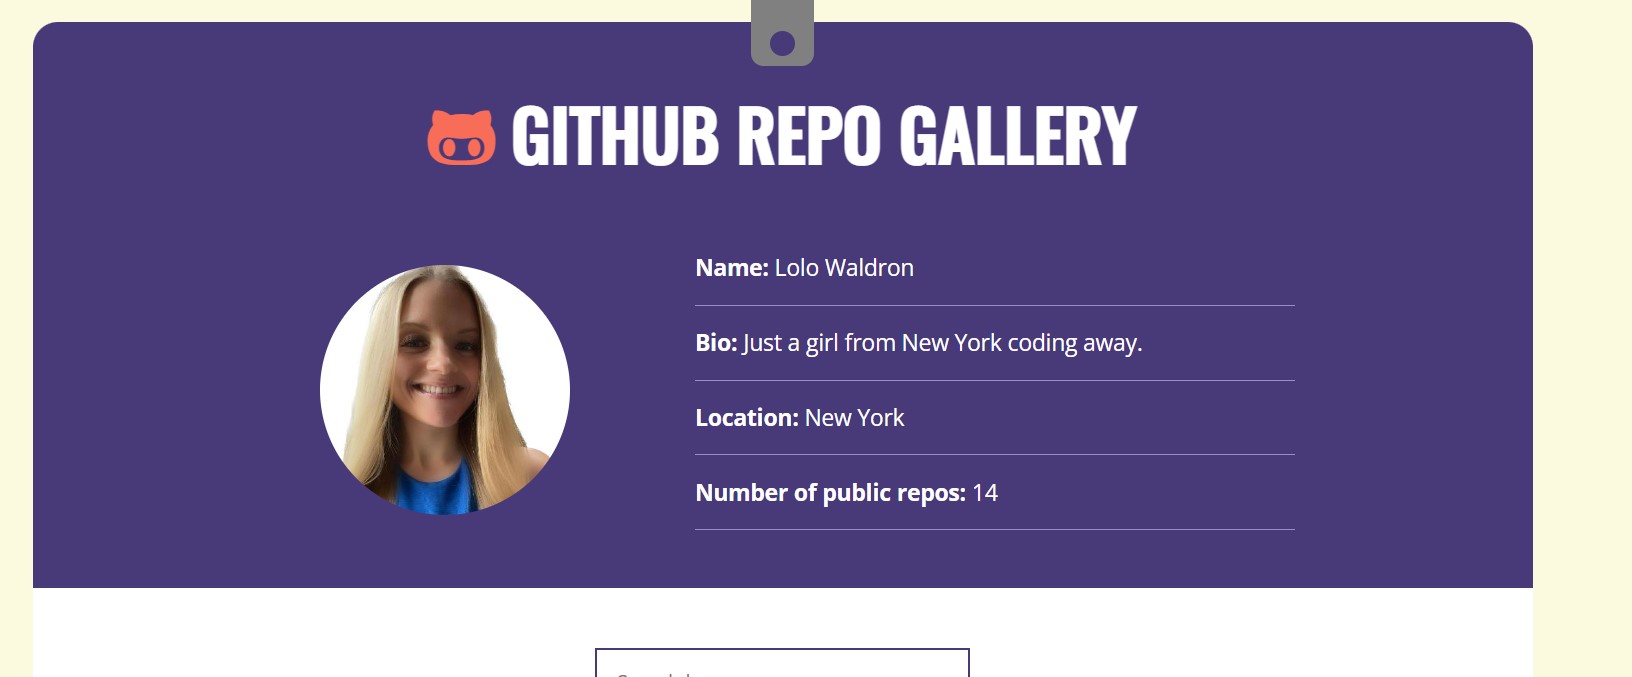 GITHUB REPO GALLERY
Name: Lolo Waldron
Bio: Just a girl from New York coding away.
Location: New York
Number of public repos: 14